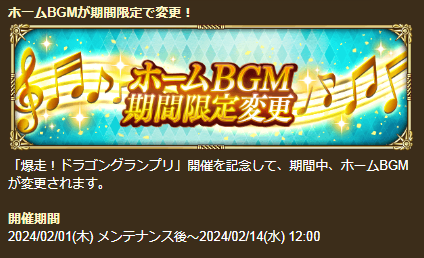 ホームBGMが期間限定で変更！
ホームBGM
期間限定変更
「爆走！ドラゴングランプリ」開催を記念して、期間中、ホームBGM
が変更されます。
開催期間
2024/02/01(木) メンテナンス後～2024/02/14(水) 12:00